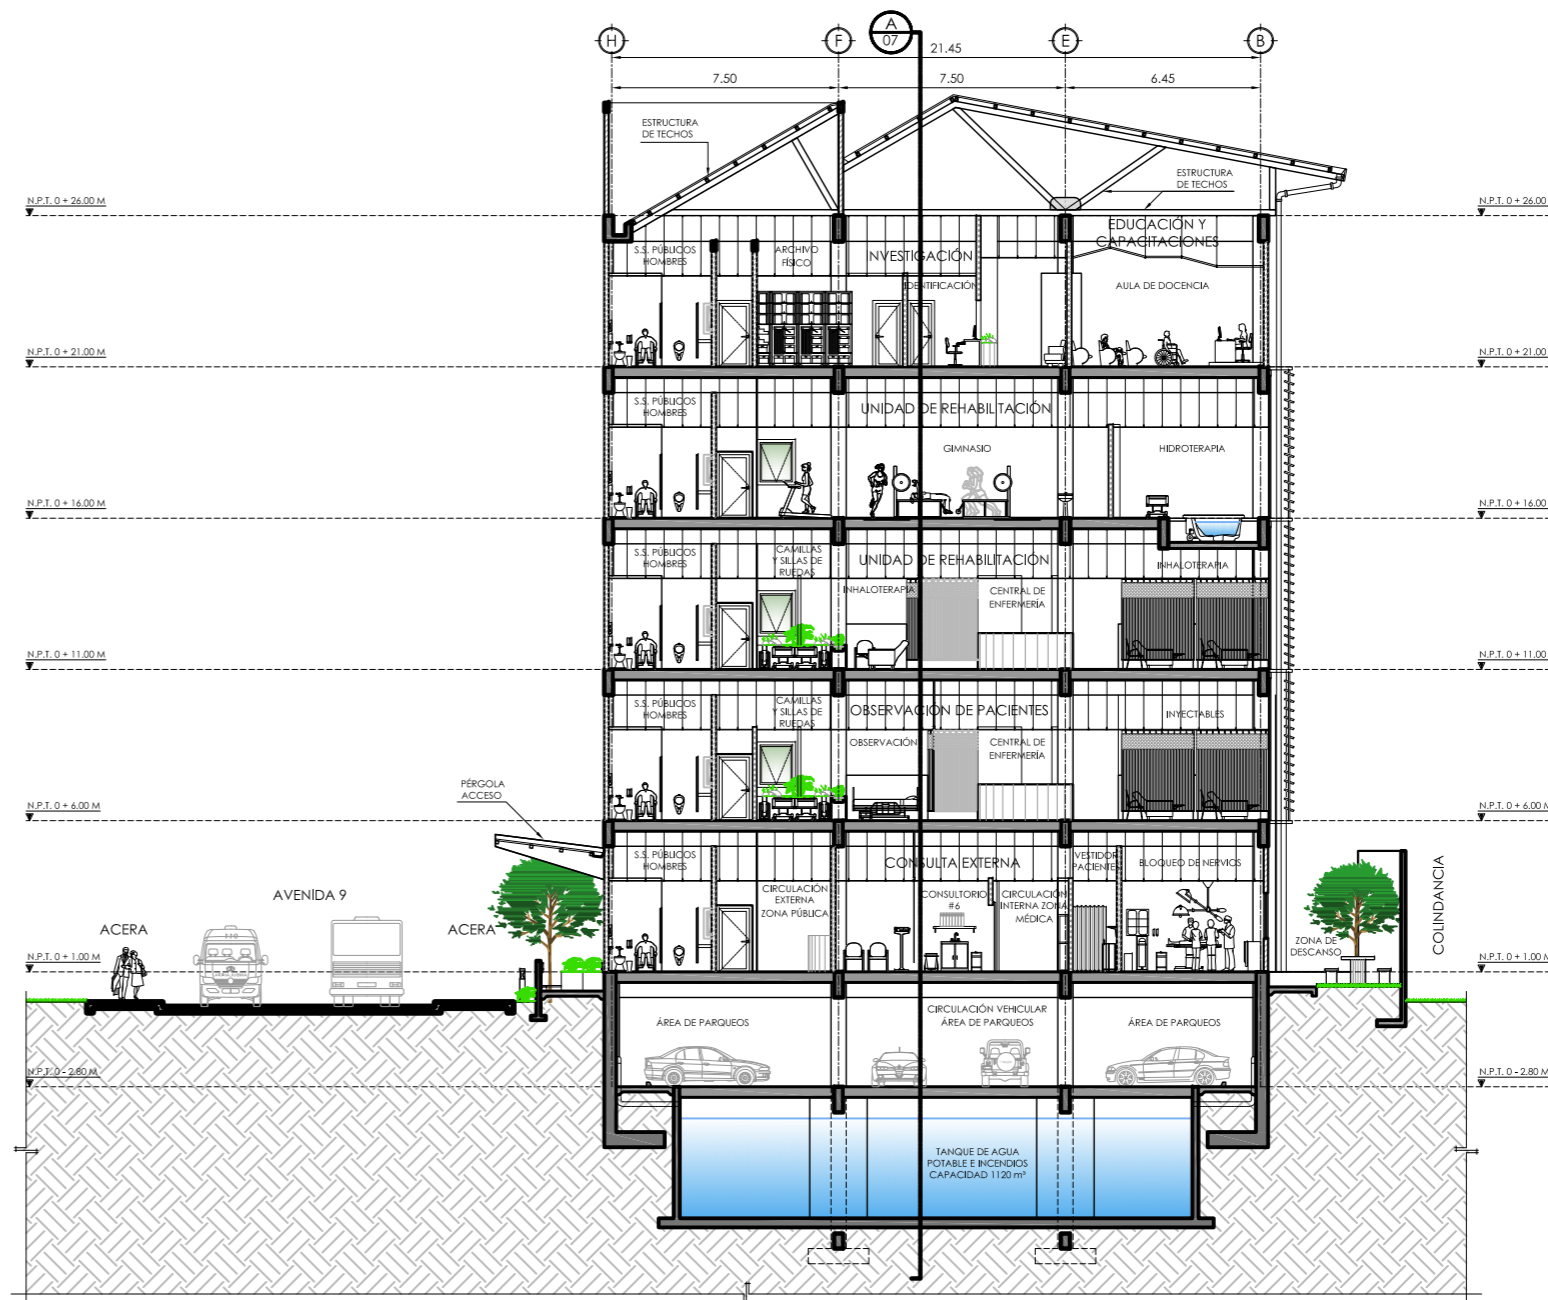 H
F
A
07
E
B
21.45
7.50
7.50
6.45
ESTRUCTURA
DE TECHOS
ESTRUCTURA
DE TECHOS
N.P.T. 0 + 26.00 M
N.P.T. 0 + 26.00
S.S. PÚBLICOS
HOMBRES
ARCHIVO
FÍSICO
INVESTIGACIÓN
IDENTIFICACIÓN
EDUCACIÓN Y
CAPACITACIONES
AULA DE DOCENCIA
N.P.T. 0 + 21.00 M
N.P.T. 0 + 21.00
S.S. PÚBLICOS
HOMBRES
UNIDAD DE REHABILITACIÓN
GIMNASIO
HIDROTERAPIA
N.P.T. 0 + 16.00 M
N.P.T. 0 + 16.00
S.S. PÚBLICOS
HOMBRES
CAMILLAS
Y SILLAS DE
RUEDAS
UNIDAD DE REHABILITACIÓN
INHALOTERAPIA
CENTRAL DE
ENFERMERÍA
INHALOTERAPIA
N.P.T. 0 + 11.00 M
N.P.T. 0 + 11.00
S.S. PÚBLICOS
HOMBRES
CAMILLAS
Y SILLAS DE
RUEDAS
OBSERVACIÓN DE PACIENTES
OBSERVACIÓN
CENTRAL DE
ENFERMERÍA
INYECTABLES
PÉRGOLA
ACCESO
N.P.T. 0 + 6.00 M
N.P.T. 0 + 6.00 M
S.S. PÚBLICOS
HOMBRES
CIRCULACIÓN
EXTERNA
ZONA PÚBLICA
CONSULTA EXTERNA
CONSULTORIO
#6
CIRCULACIÓN
INTERNA ZONA
MÉDICA
VESTIDOR
PACIENTE
BLOQUEO DE NERVIOS
AVENIDA 9
ACERA
ACERA
ZONA DE
DESCANSO
COLINDANCIA
N.P.T. 0 + 1.00 M
N.P.T. 0 + 1.00 M
ÁREA DE PARQUEOS
CIRCULACIÓN VEHICULAR
ÁREA DE PARQUEOS
ÁREA DE PARQUEOS
N.P.T. 0 - 2.80 M
N.P.T. 0 - 2.80 M
TANQUE DE AGUA
POTABLE E INCENDIOS
CAPACIDAD 1120 m³